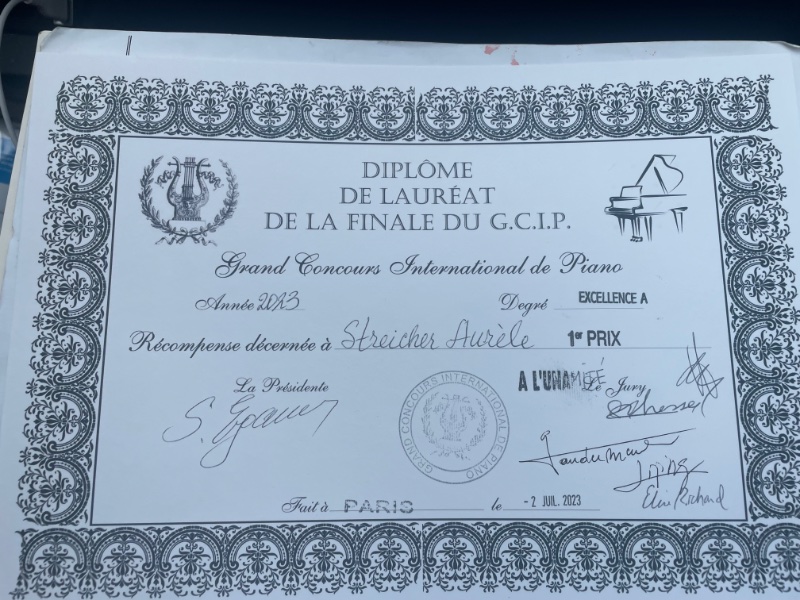 DIPLÔME
DE LAURÉAT
DE LA FINALE DU G.C.I.P.
Grand Concours International de Piano
Année 2023 Degré EXCELLENCE A
Récompense décernée à Streicher Aurèle 1er PRIX
A L'UNAMITÉ
La Présidente Le Jury
GRAND CONCOURS INTERNATIONAL DE PIANO
Fait à PARIS le - 2 JUIL. 2023